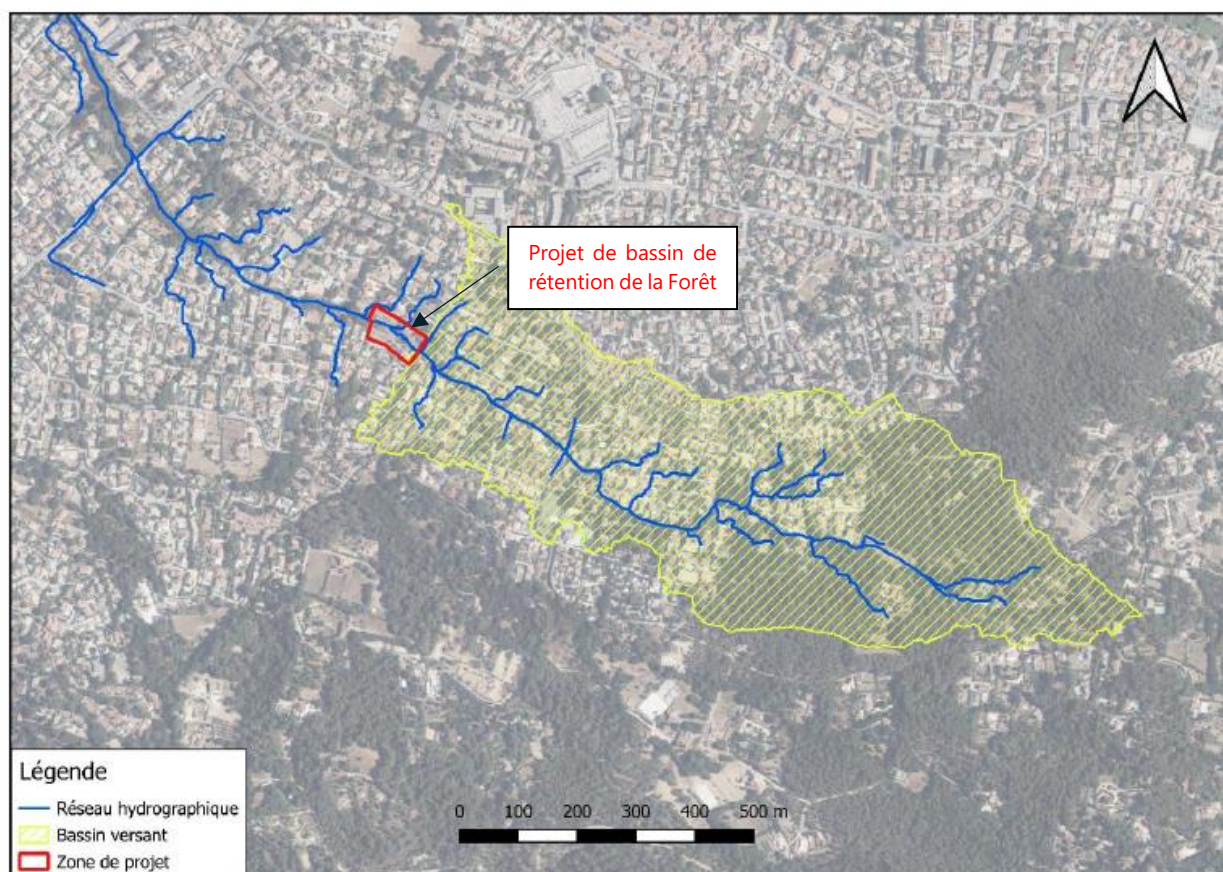 Projet de bassin de
rétention de la Forêt
Légende
Réseau hydrographique
Bassin versant
Zone de projet
0 100 200 300 400 500 m